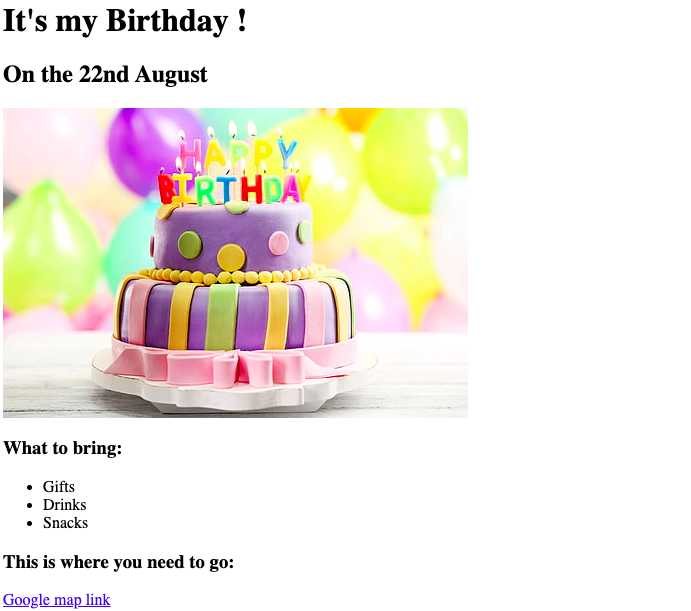 It's my Birthday !
On the 22nd August
HAPPY
BIRTHDAY
What to bring:
• Gifts
• Drinks
• Snacks
This is where you need to go:
Google map link